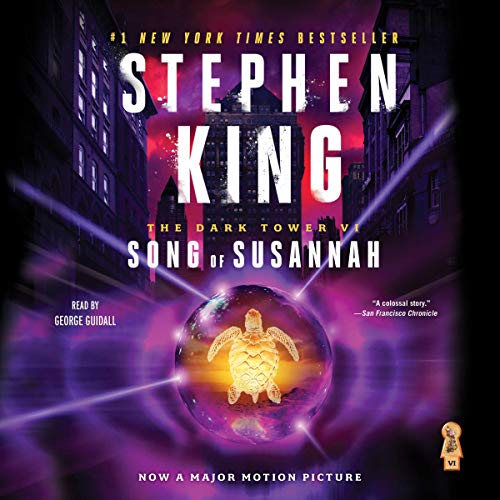 #1 NEW YORK TIMES BESTSELLER
STEPHEN
KING
THE DARK TOWER VI
SONG OF SUSANNAH
READ BY
GEORGE GUIDALL
"A colossal story."
—San Francisco Chronicle
VI
NOW A MAJOR MOTION PICTURE